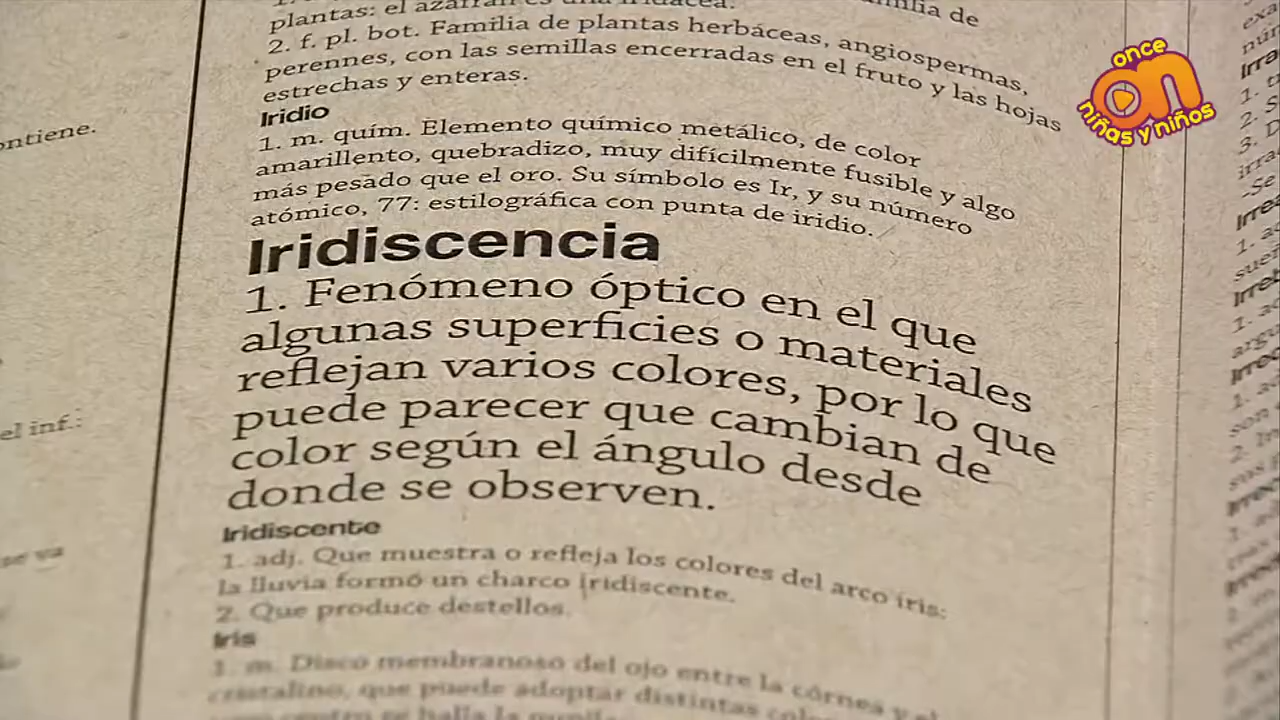 plantas: el azafrán es una iridácea.
2. f. pl. bot. Familia de plantas herbáceas, angiospermas,
perennes, con las semillas encerradas en el fruto y las hojas
estrechas y enteras.
Iridio
1. m. quím. Elemento químico metálico, de color
amarillento, quebradizo, muy difícilmente fusible y algo
más pesado que el oro. Su símbolo es Ir, y su número
atómico, 77: estilográfica con punta de iridio.
Iridiscencia
1. Fenómeno óptico en el que
algunas superficies o materiales
reflejan varios colores, por lo que
puede parecer que cambian de
color según el ángulo desde
donde se observen.
Iridiscente
1. adj. Que muestra o refleja los colores del arco iris:
la lluvia formó un charco iridiscente.
2. Que produce destellos.
Iris
1. m. Disco membranoso del ojo entre la córnea y el
cristalino, que puede adoptar distintas
el inf.:
se va
once
on
niñas y niños